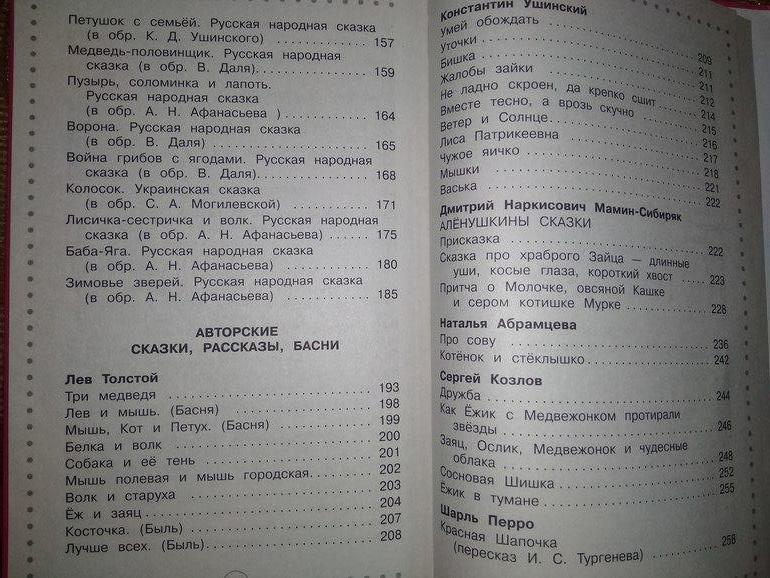 Петушок с семьёй. Русская народная сказка
(в обр. К. Д. Ушинского) ............... 157
Медведь-половинщик. Русская народная
сказка (в обр. В. Даля)................ 159
Пузырь, соломинка и лапоть.
Русская народная сказка
(в обр. А. Н. Афанасьева ) ............. 164
Ворона. Русская народная сказка
(в обр. В. Даля) ...................... 165
Война грибов с ягодами. Русская народная
сказка (в обр. В. Даля)................ 168
Колосок. Украинская сказка
(в обр. С. А. Могилевской) ............. 171
Лисичка-сестричка и волк. Русская народная
сказка (в обр. А. Н. Афанасьева) ....... 175
Баба-Яга. Русская народная сказка
(в обр. А. Н. Афанасьева) ............. 180
Зимовье зверей. Русская народная сказка
(в обр. А. Н. Афанасьева) ............. 185
АВТОРСКИЕ
СКАЗКИ, РАССКАЗЫ, БАСНИ
Лев Толстой
Три медведя ........................... 193
Лев и мышь. (Басня) ................... 198
Мышь, Кот и Петух. (Басня) ............ 199
Белка и волк .......................... 200
Собака и её тень ...................... 201
Мышь полевая и мышь городская.......... 202
Волк и старуха ........................ 203
Ёж и заяц ............................. 204
Косточка. (Быль) ...................... 207
Лучше всех. (Быль)..................... 208
Константин Ушинский
Умей обождать ......................... 209
Уточки ................................ 211
Бишка ................................. 211
Жалобы зайки .......................... 212
Не ладно скроен, да крепко сшит ....... 214
Вместе тесно, а врозь скучно .......... 215
Ветер и Солнце ........................ 216
Лиса Патрикеевна ...................... 217
Чужое яичко ........................... 218
Мышки ................................. 221
Васька ................................ 222
Дмитрий Наркисович Мамин-Сибиряк
АЛЁНУШКИНЫ СКАЗКИ
Присказка ............................. 222
Сказка про храброго Зайца — длинные
уши, косые глаза, короткий хвост ...... 223
Притча о Молочке, овсяной Кашке
и сером котишке Мурке ................. 228
Наталья Абрамцева
Про сову .............................. 236
Котёнок и стёклышко ................... 242
Сергей Козлов
Дружба ................................ 244
Как Ёжик с Медвежонком протирали
звёзды ................................ 246
Заяц, Ослик, Медвежонок и чудесные
облака ................................ 248
Сосновая Шишка ........................ 252
Ёжик в тумане ......................... 255
Шарль Перро
Красная Шапочка
(пересказ И. С. Тургенева) ............ 258